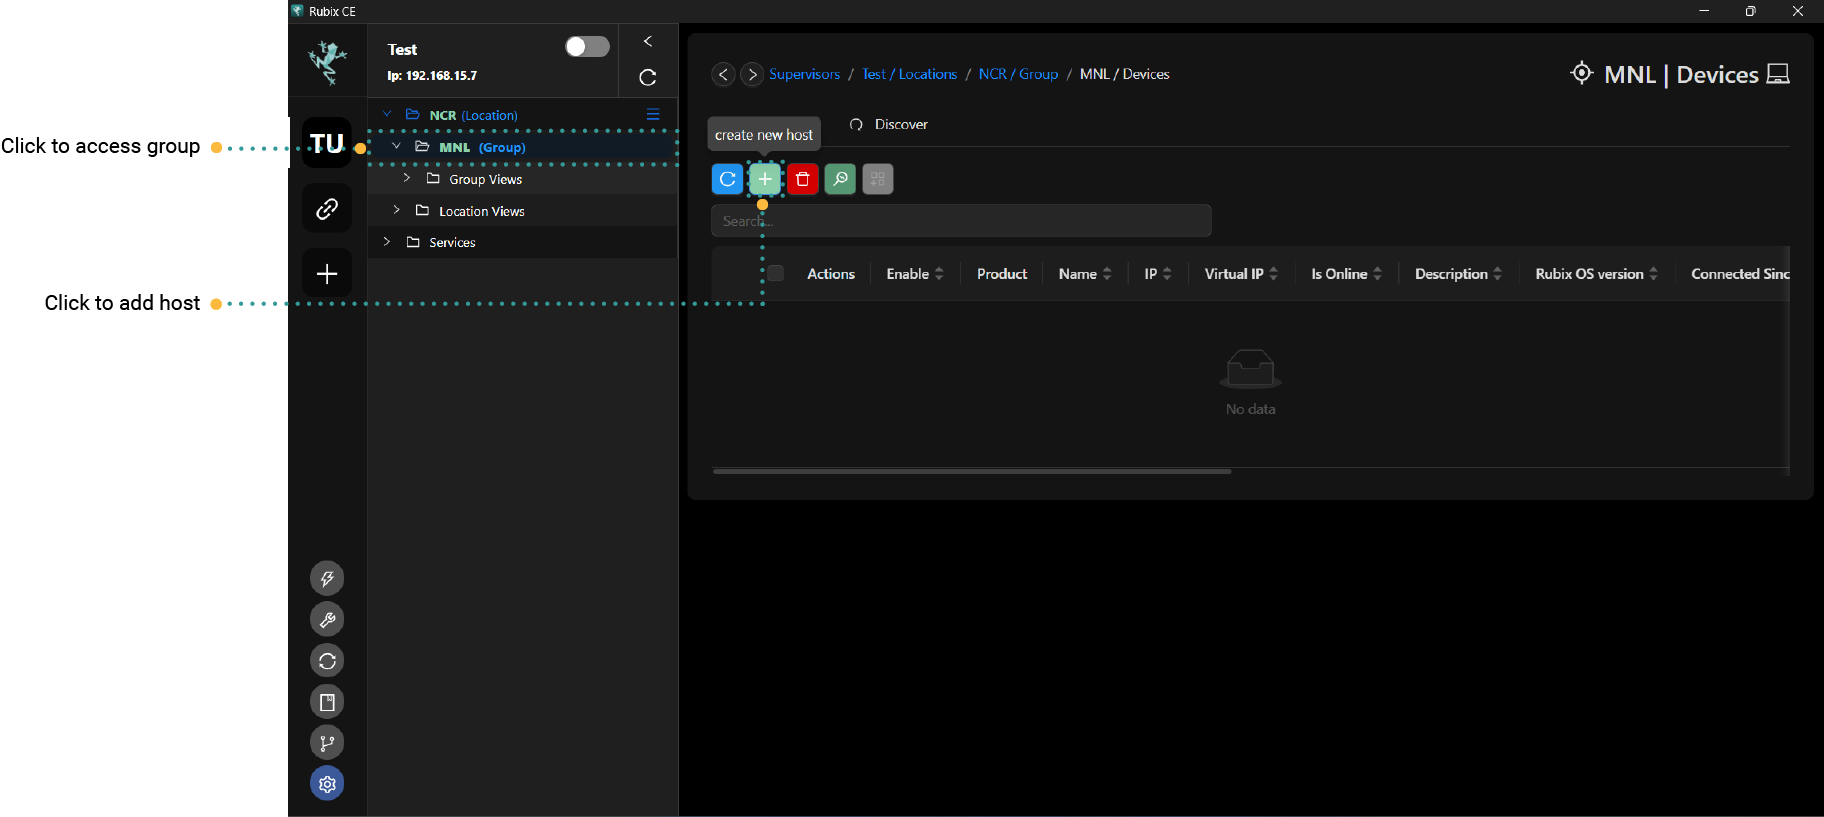 Rubix CE
Test
Ip: 192.168.15.7
Supervisors / Test / Locations / NCR / Group / MNL / Devices
MNL | Devices
NCR (Location)
create new host
Discover
Click to access group
TU
MNL (Group)
Group Views
Location Views
Search...
Services
Actions Enable Product Name IP Virtual IP Is Online Description Rubix OS version Connected Sinc
Click to add host
No data